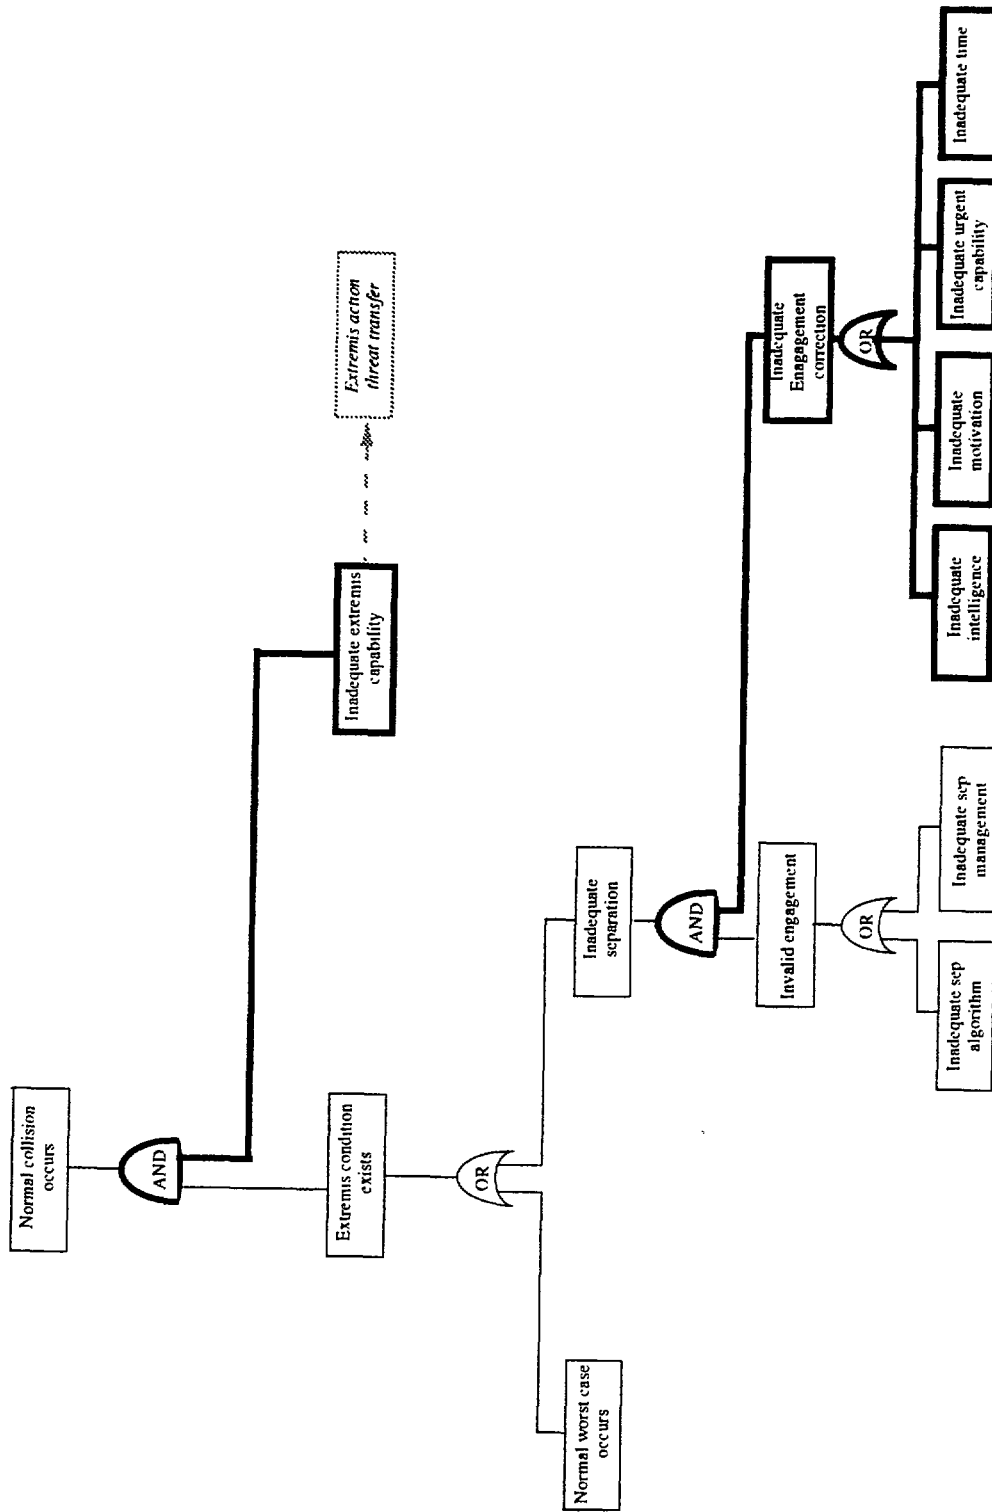 Normal collision
occurs
AND
Extremis condition
exists
Inadequate extremis
capability
Extremis action
threat transfer
OR
Normal worst case
occurs
Inadequate
separation
AND
Invalid engagement
Inadequate
Enagagement
correction
OR
OR
Inadequate sep
algorithm
Inadequate sep
management
Inadequate
intelligence
Inadequate
motivation
Inadequate urgent
capability
Inadequate time